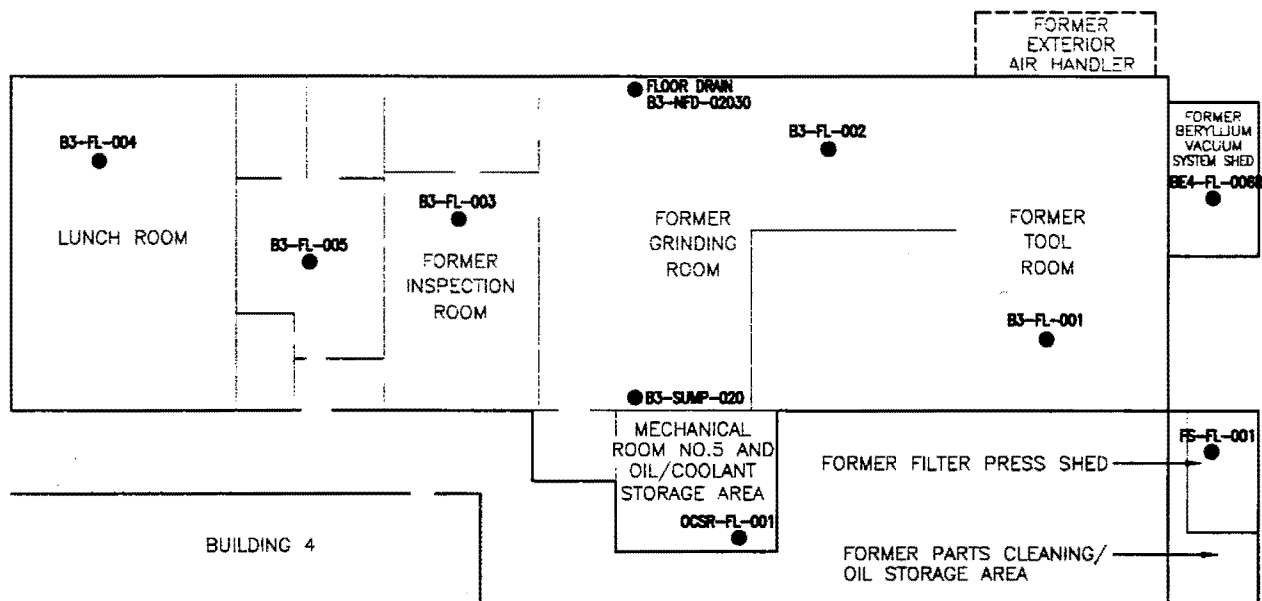 FORMER
EXTERIOR
AIR HANDLER
FLOOR DRAIN
B3-NFD-02030
B3-FL-002
FORMER
BERYLLIUM
VACUUM
SYSTEM SHED
BE4-FL-006B
B3-FL-004
B3-FL-003
LUNCH ROOM
B3-FL-005
FORMER
INSPECTION
ROOM
FORMER
GRINDING
ROOM
FORMER
TOOL
ROOM
B3-FL-001
B3-SUMP-020
MECHANICAL
ROOM NO.5 AND
OIL/COOLANT
STORAGE AREA
OCSR-FL-001
FORMER FILTER PRESS SHED
FS-FL-001
BUILDING 4
FORMER PARTS CLEANING/
OIL STORAGE AREA